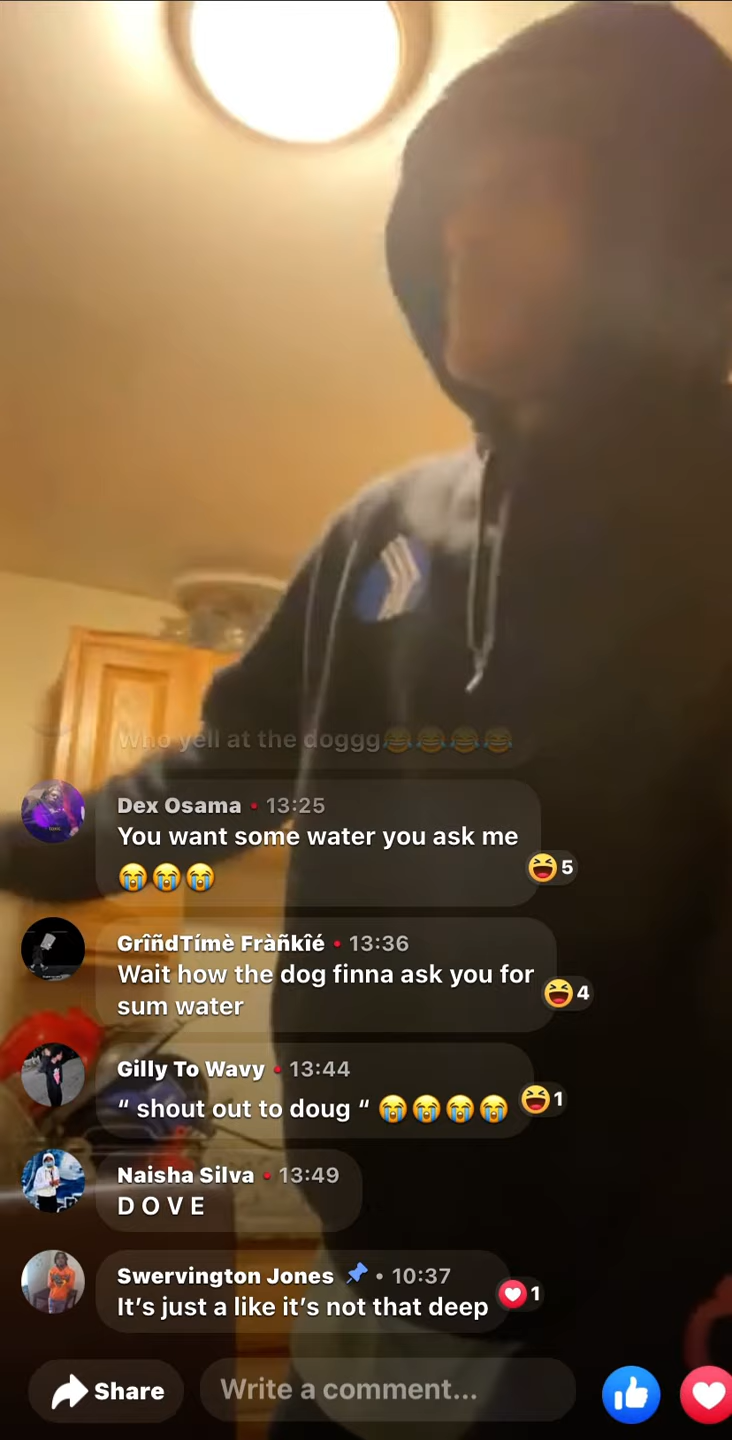 Who yell at the doggg😂😂😂😂
Dex Osama • 13:25
You want some water you ask me
😭😭😭
😆 5
GrîñdTímè Fràñkîé • 13:36
Wait how the dog finna ask you for
sum water
😆 4
Gilly To Wavy • 13:44
“ shout out to doug “ 😭😭😭😭
😆 1
Naisha Silva • 13:49
D O V E
Swervington Jones 📌 • 10:37
It’s just a like it’s not that deep
❤️ 1
Share
Write a comment...